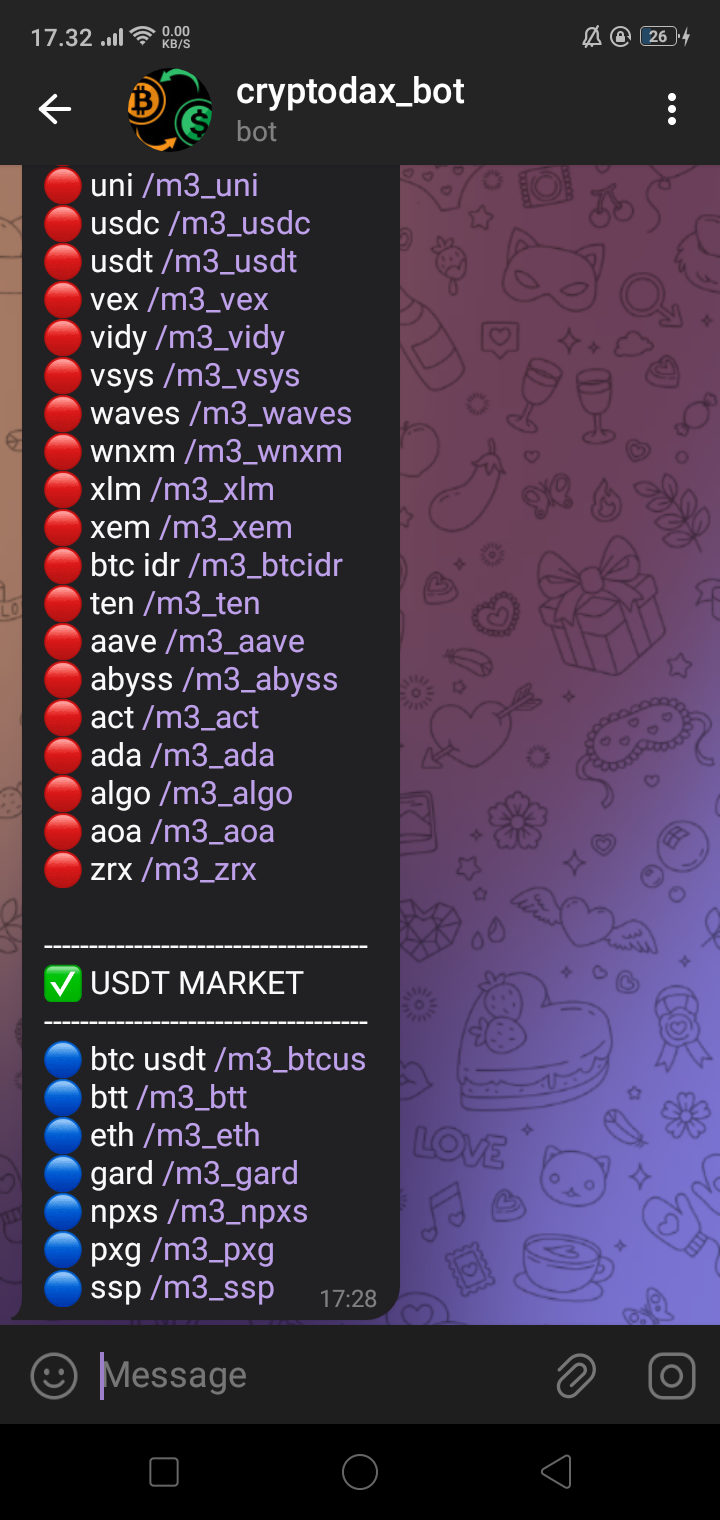 17.32 0.00 KB/S 26
cryptodax_bot
bot
uni /m3_uni
usdc /m3_usdc
usdt /m3_usdt
vex /m3_vex
vidy /m3_vidy
vsys /m3_vsys
waves /m3_waves
wnxm /m3_wnxm
xlm /m3_xlm
xem /m3_xem
btc idr /m3_btcidr
ten /m3_ten
aave /m3_aave
abyss /m3_abyss
act /m3_act
ada /m3_ada
algo /m3_algo
aoa /m3_aoa
zrx /m3_zrx
------------------------------------
✅ USDT MARKET
------------------------------------
btc usdt /m3_btcus
btt /m3_btt
eth /m3_eth
gard /m3_gard
npxs /m3_npxs
pxg /m3_pxg
ssp /m3_ssp
17:28
LOVE
Message